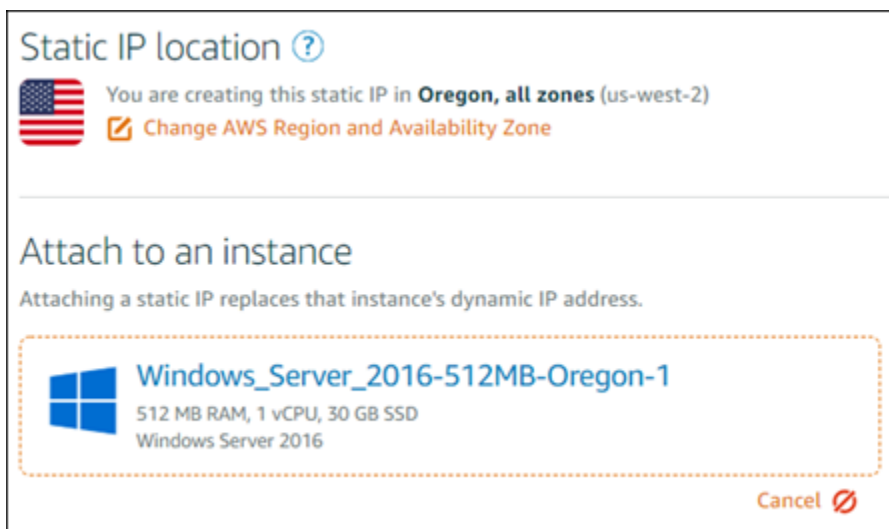 Static IP location ?
You are creating this static IP in Oregon, all zones (us-west-2)
Change AWS Region and Availability Zone
Attach to an instance
Attaching a static IP replaces that instance's dynamic IP address.
Windows_Server_2016-512MB-Oregon-1
512 MB RAM, 1 vCPU, 30 GB SSD
Windows Server 2016
Cancel